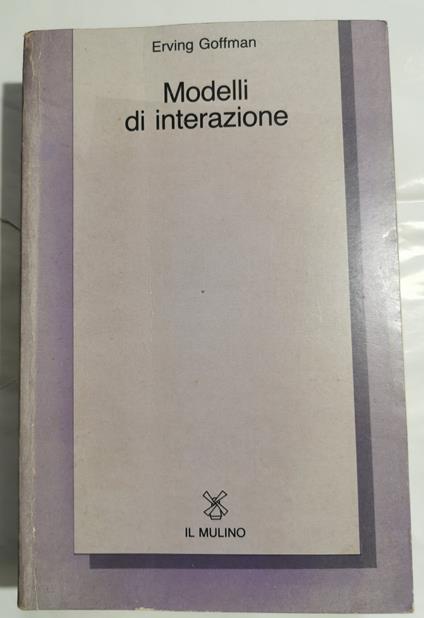 Erving Goffman
Modelli
di interazione
IL MULINO